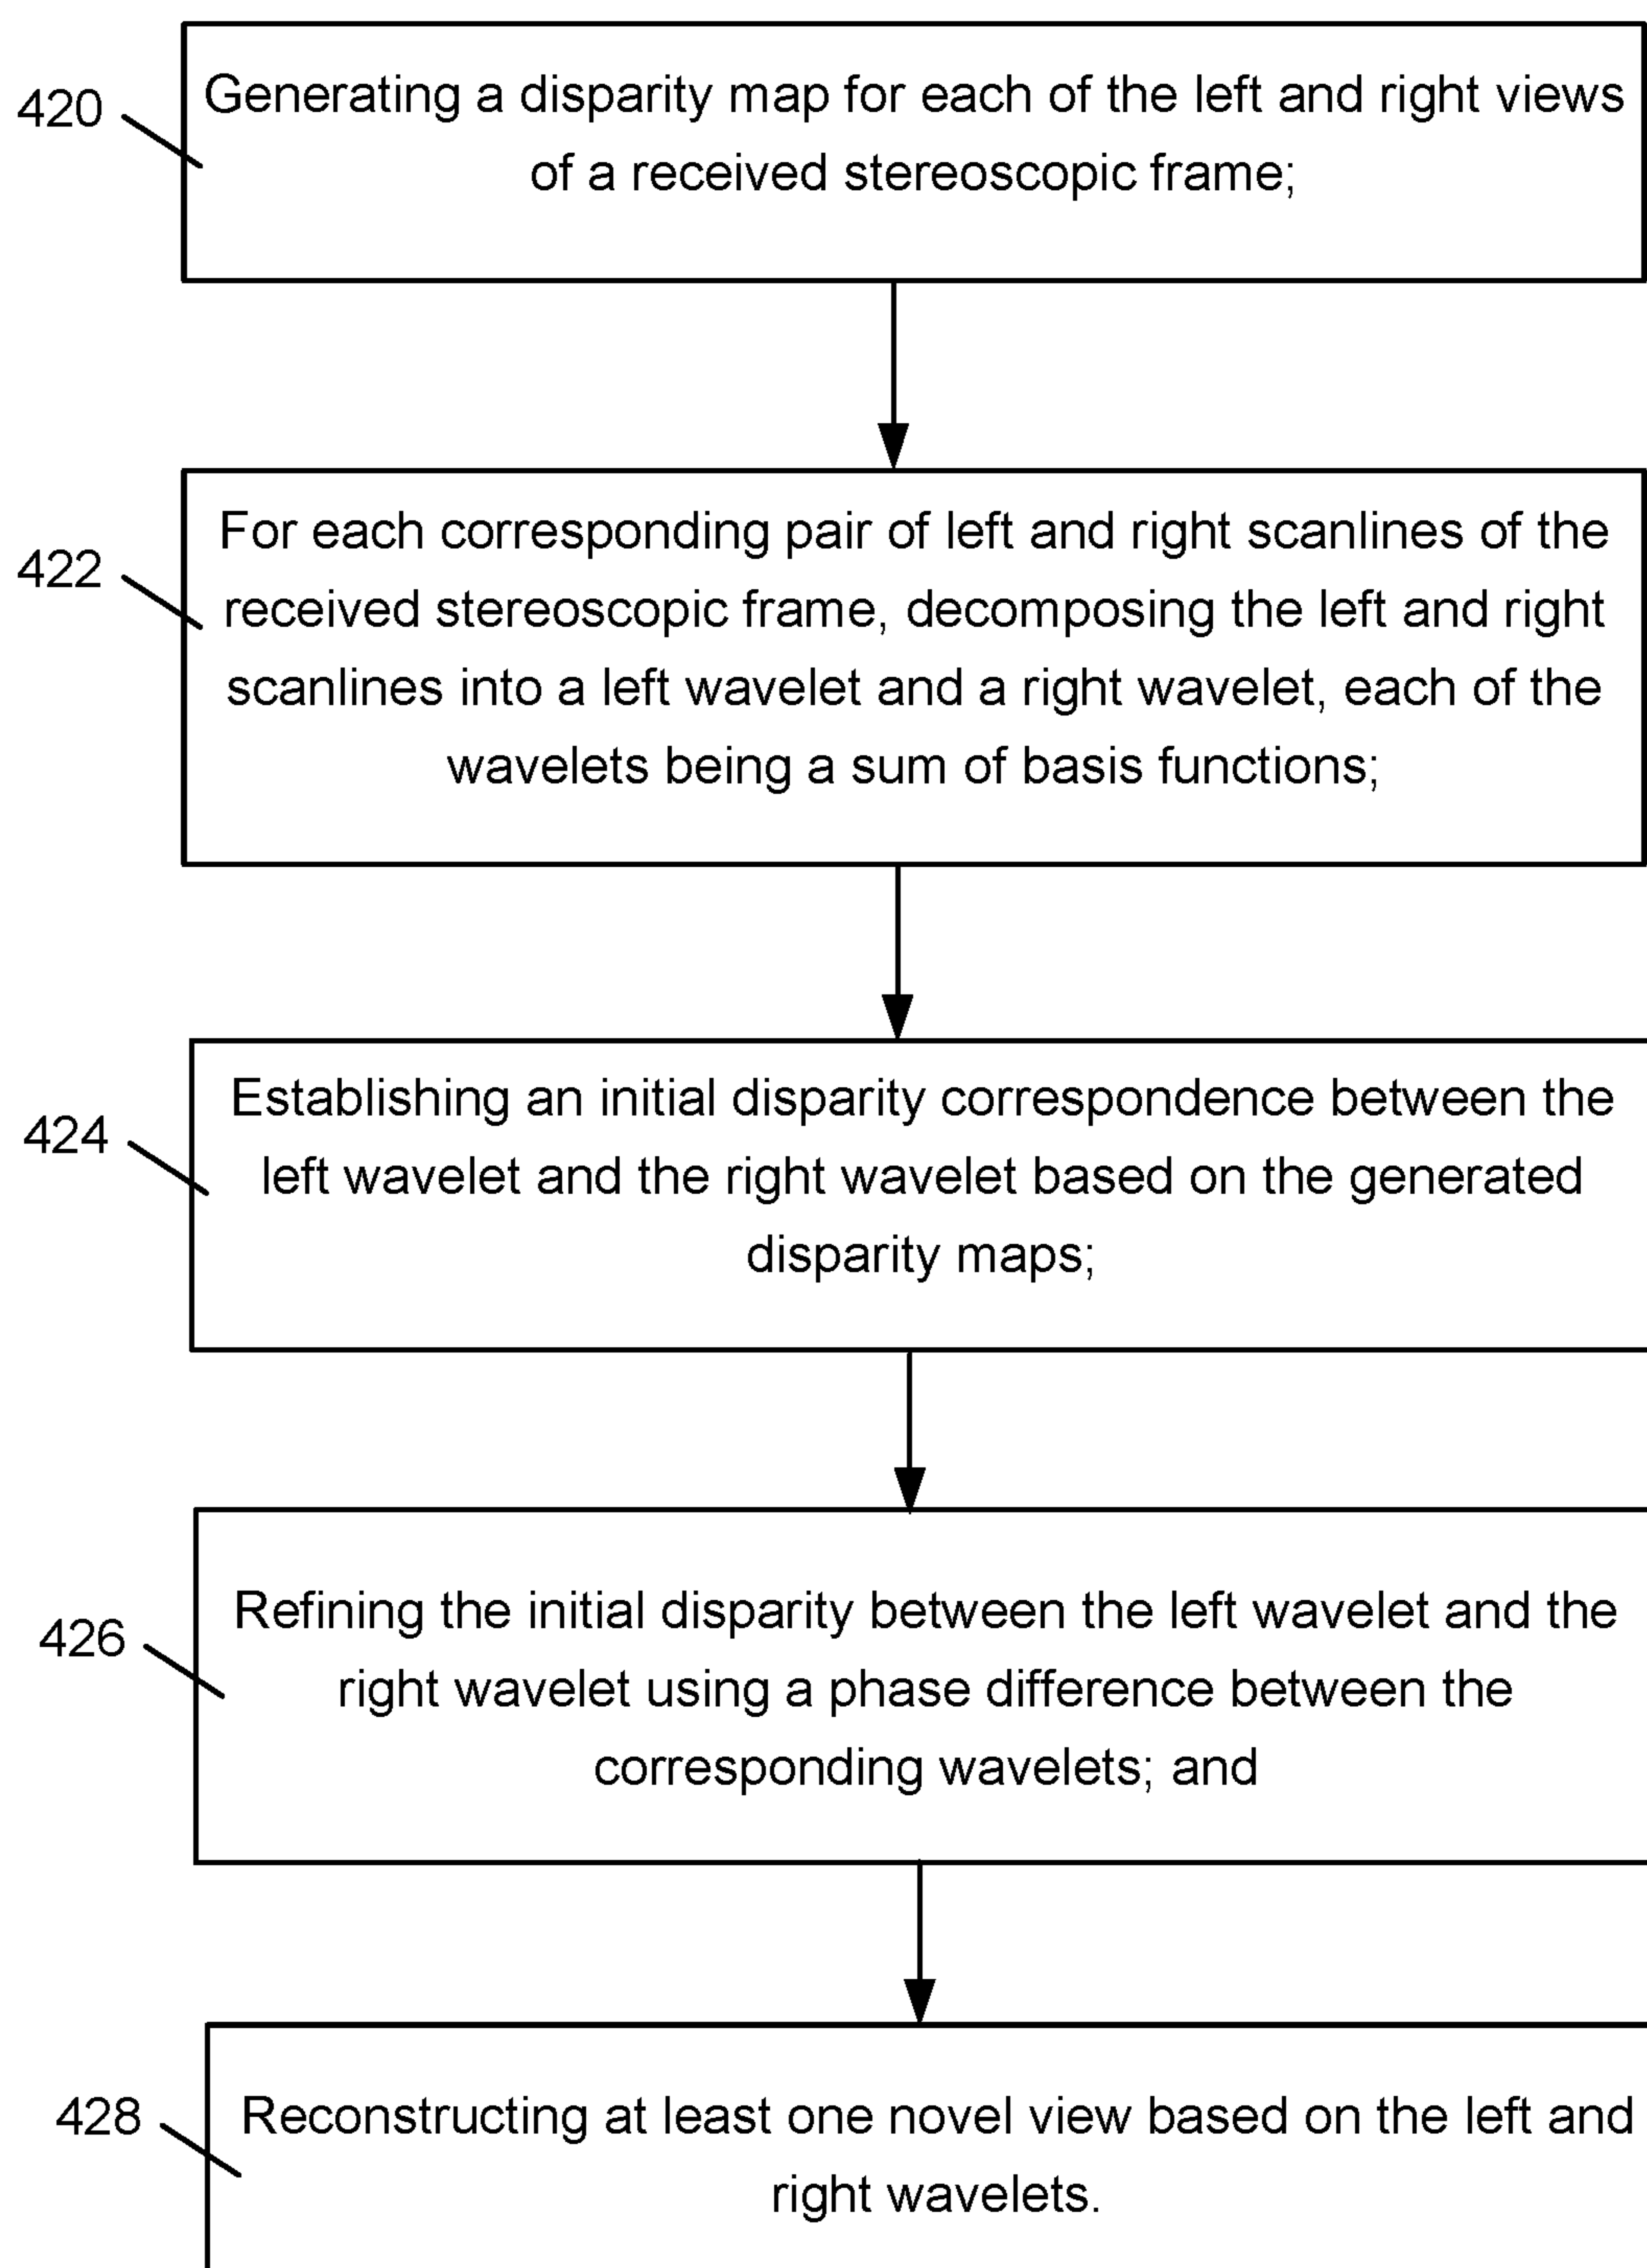 420
Generating a disparity map for each of the left and right views
of a received stereoscopic frame;
422
For each corresponding pair of left and right scanlines of the
received stereoscopic frame, decomposing the left and right
scanlines into a left wavelet and a right wavelet, each of the
wavelets being a sum of basis functions;
424
Establishing an initial disparity correspondence between the
left wavelet and the right wavelet based on the generated
disparity maps;
426
Refining the initial disparity between the left wavelet and the
right wavelet using a phase difference between the
corresponding wavelets; and
428
Reconstructing at least one novel view based on the left and
right wavelets.